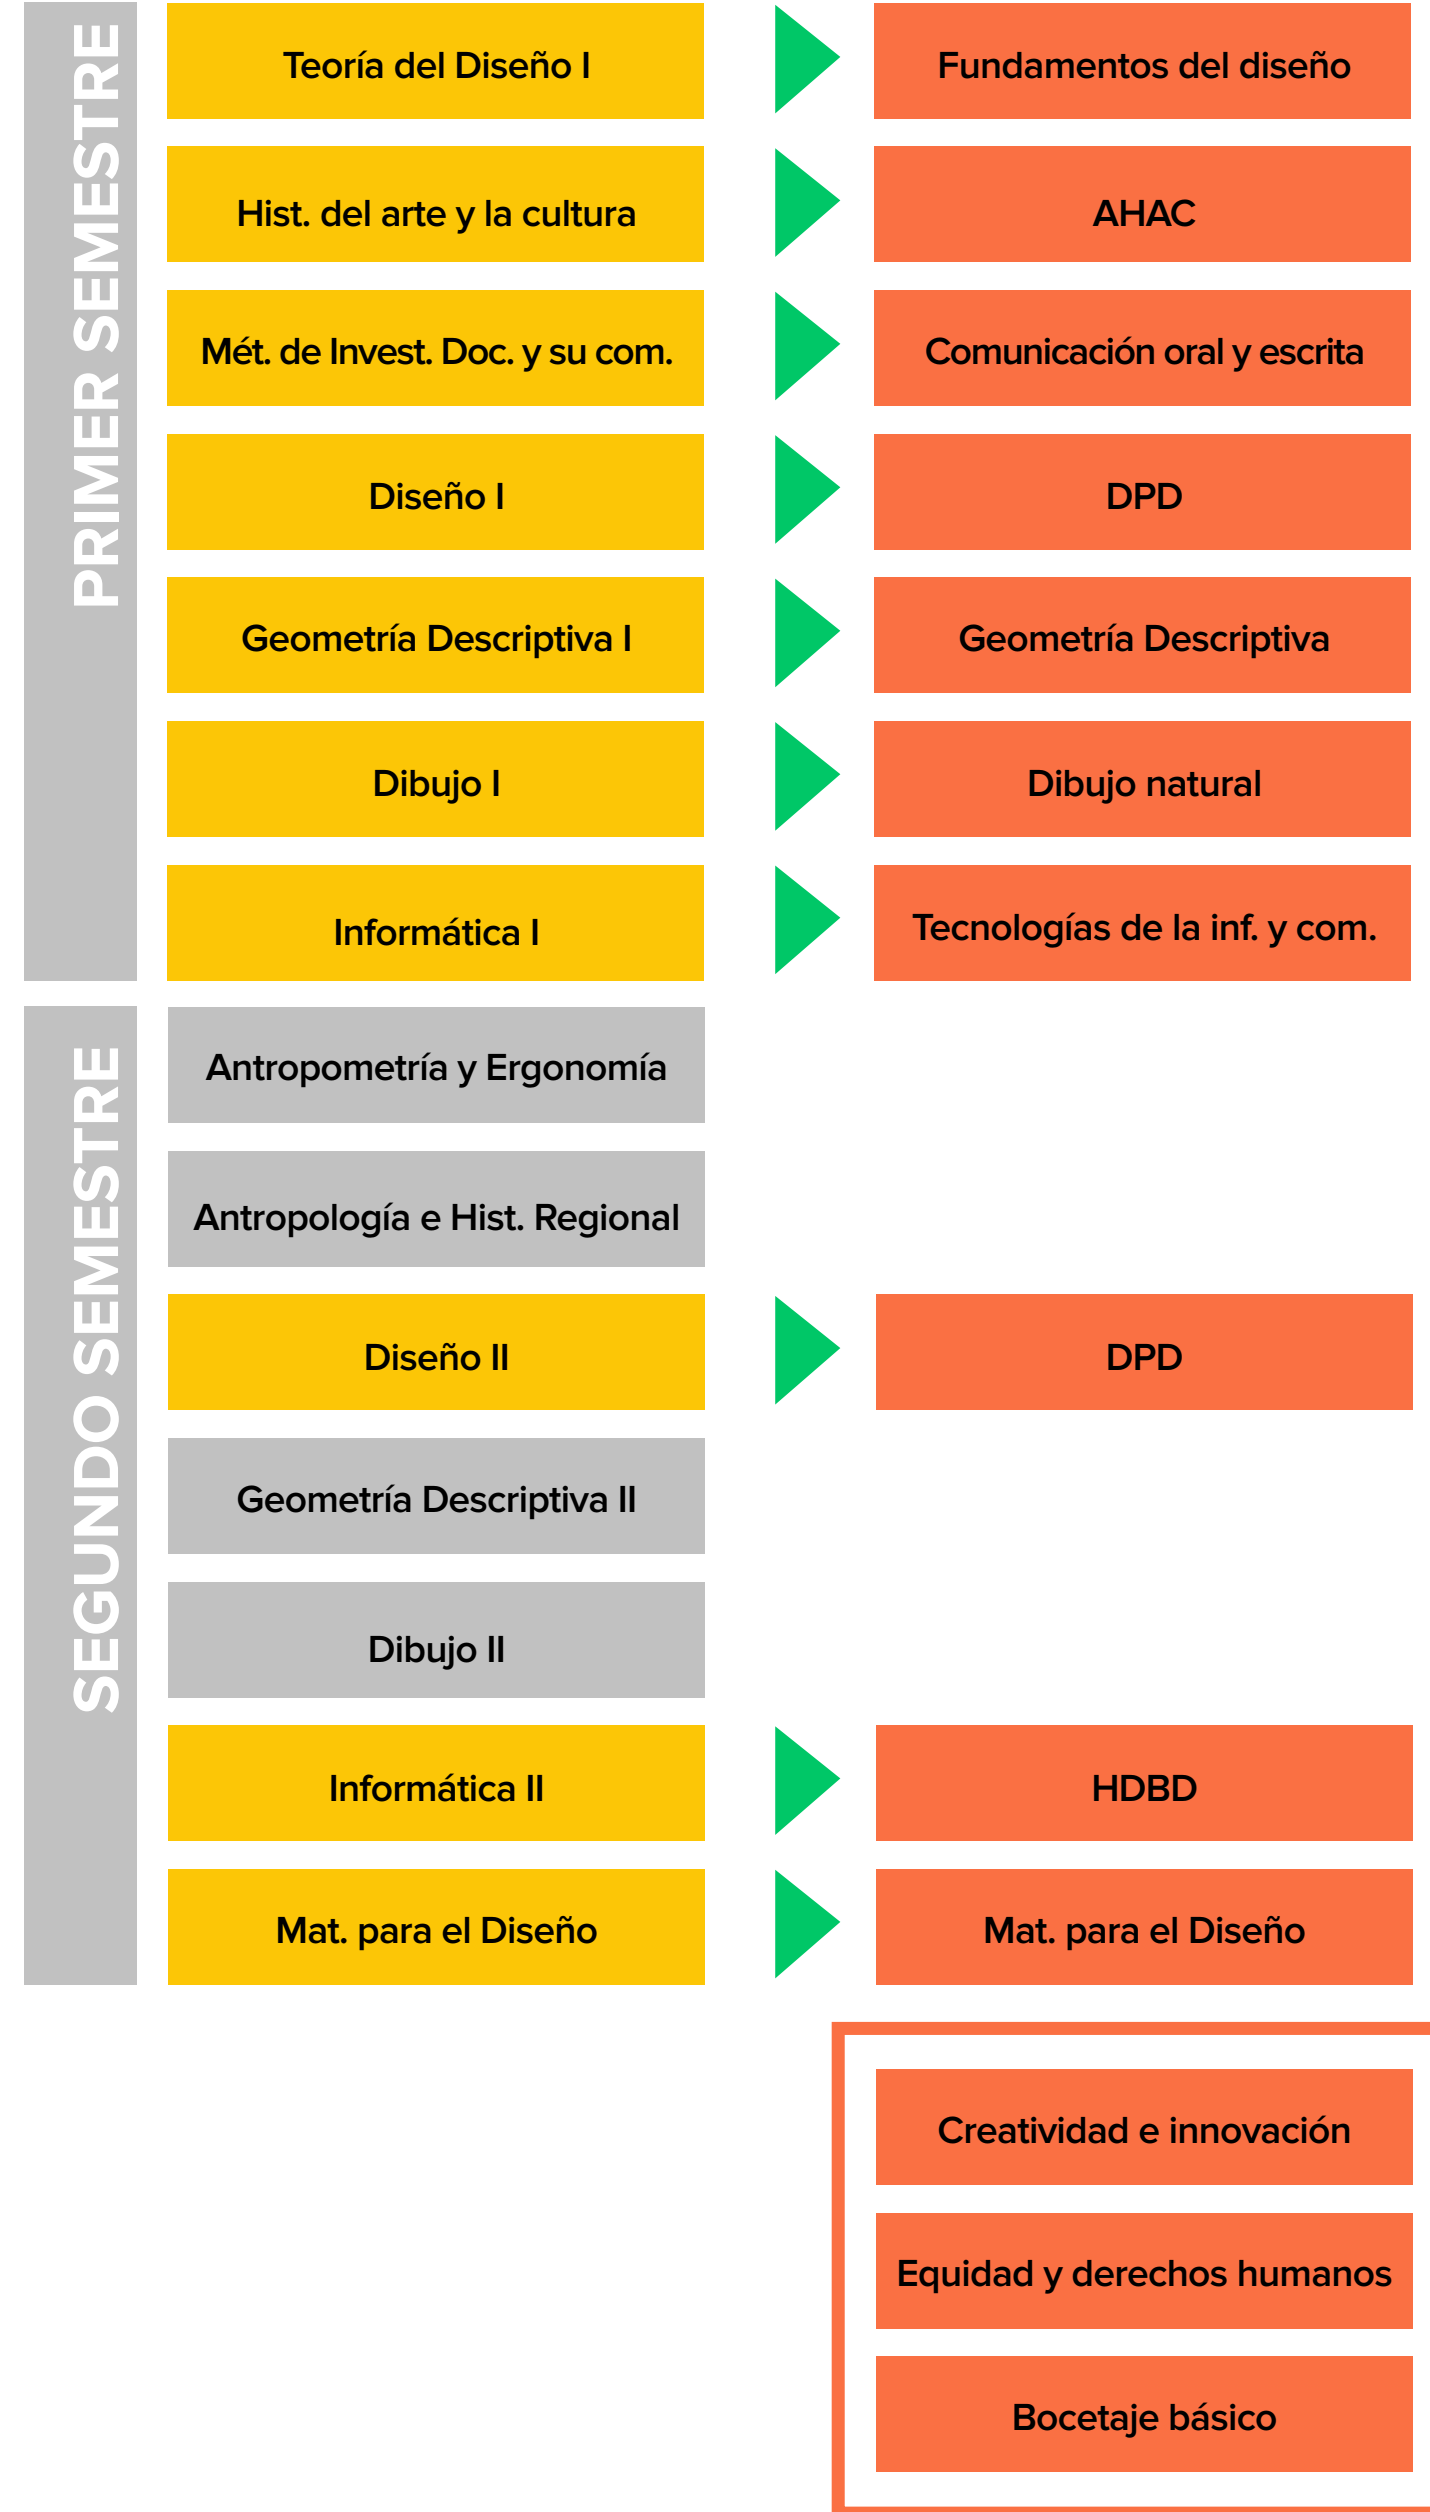 PRIMER SEMESTRE
Teoría del Diseño I
Fundamentos del diseño
Hist. del arte y la cultura
AHAC
Mét. de Invest. Doc. y su com.
Comunicación oral y escrita
Diseño I
DPD
Geometría Descriptiva I
Geometría Descriptiva
Dibujo I
Dibujo natural
Informática I
Tecnologías de la inf. y com.
SEGUNDO SEMESTRE
Antropometría y Ergonomía
Antropología e Hist. Regional
Diseño II
DPD
Geometría Descriptiva II
Dibujo II
Informática II
HDBD
Mat. para el Diseño
Mat. para el Diseño
Creatividad e innovación
Equidad y derechos humanos
Bocetaje básico